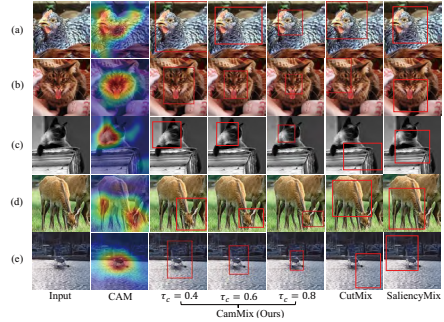 (a)
(b)
(c)
(d)
(e)
Input CAM τc = 0.4 τc = 0.6 τc = 0.8 CutMix SaliencyMix
CamMix (Ours)